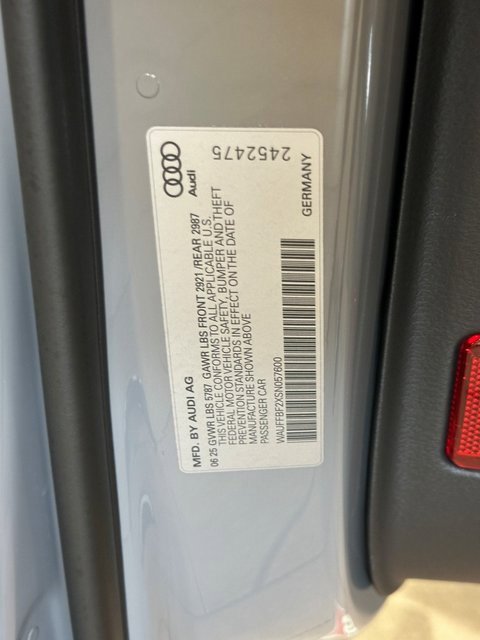 MFD. BY AUDI AG
Audi
06 25 GVWR LBS 5787 GAWR LBS FRONT 2921 /REAR 2987
THIS VEHICLE CONFORMS TO ALL APPLICABLE U.S.
FEDERAL MOTOR VEHICLE SAFETY, BUMPER AND THEFT
PREVENTION STANDARDS IN EFFECT ON THE DATE OF
MANUFACTURE SHOWN ABOVE
PASSENGER CAR
WAUFFBF2XSN057600
GERMANY
2452475